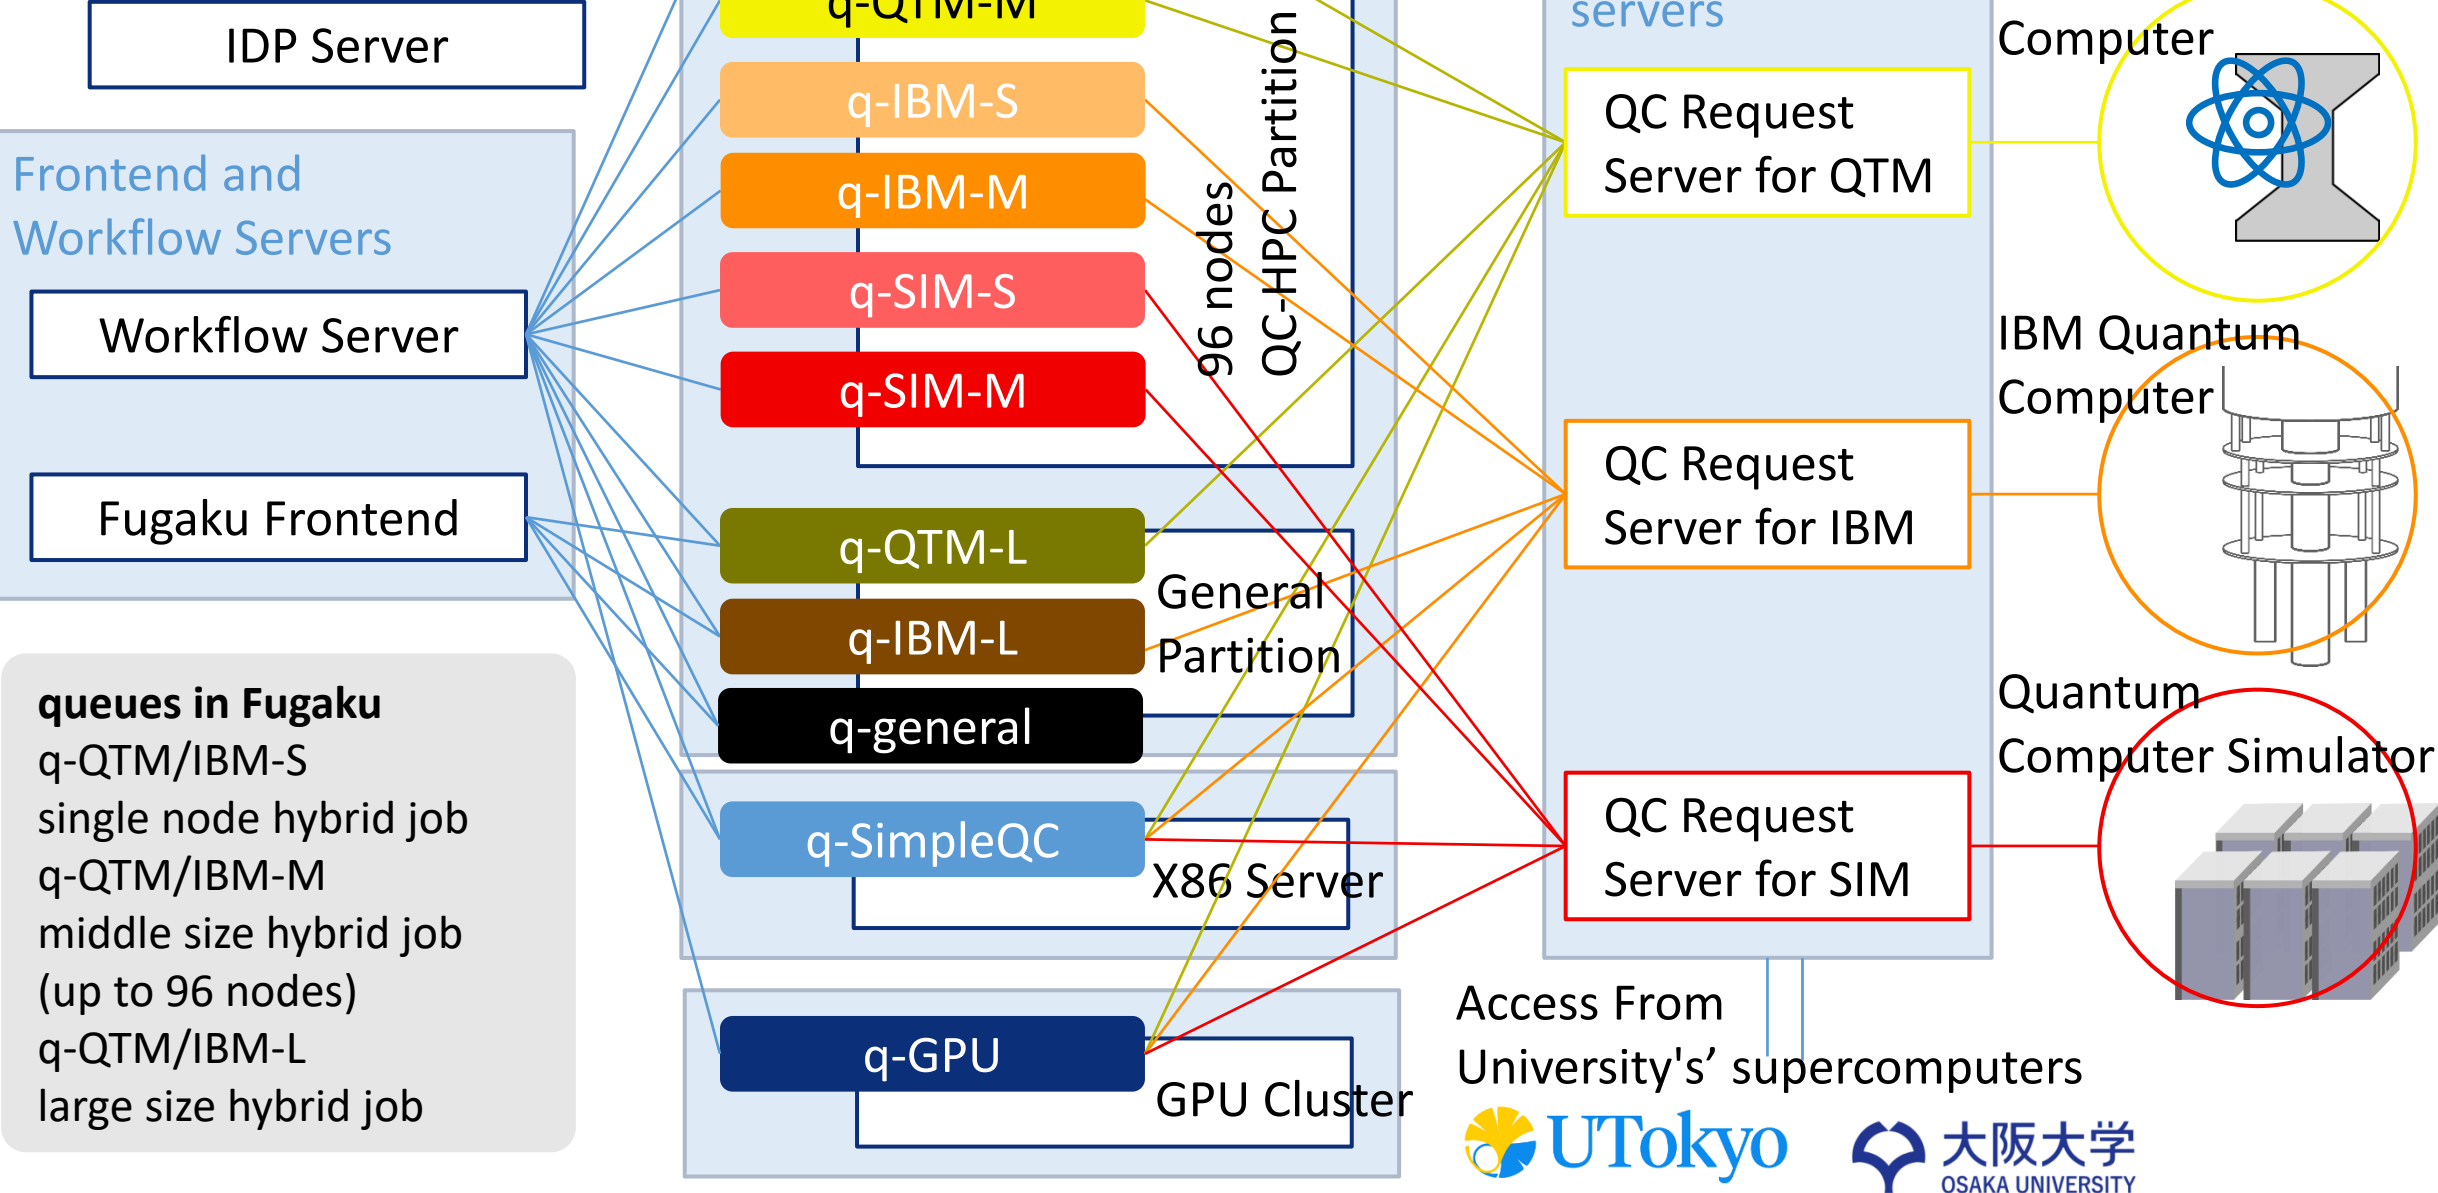 IDP Server
Frontend and
Workflow Servers
Workflow Server
Fugaku Frontend
queues in Fugaku
q-QTM/IBM-S
single node hybrid job
q-QTM/IBM-M
middle size hybrid job
(up to 96 nodes)
q-QTM/IBM-L
large size hybrid job
q-QTM-M
q-IBM-S
q-IBM-M
q-SIM-S
q-SIM-M
96 nodes
QC-HPC Partition
q-QTM-L
q-IBM-L
q-general
General
Partition
q-SimpleQC
X86 Server
q-GPU
GPU Cluster
servers
QC Request
Server for QTM
QC Request
Server for IBM
QC Request
Server for SIM
Computer
IBM Quantum
Computer
Quantum
Computer Simulator
Access From
University's’ supercomputers
UTokyo
大阪大学
OSAKA UNIVERSITY